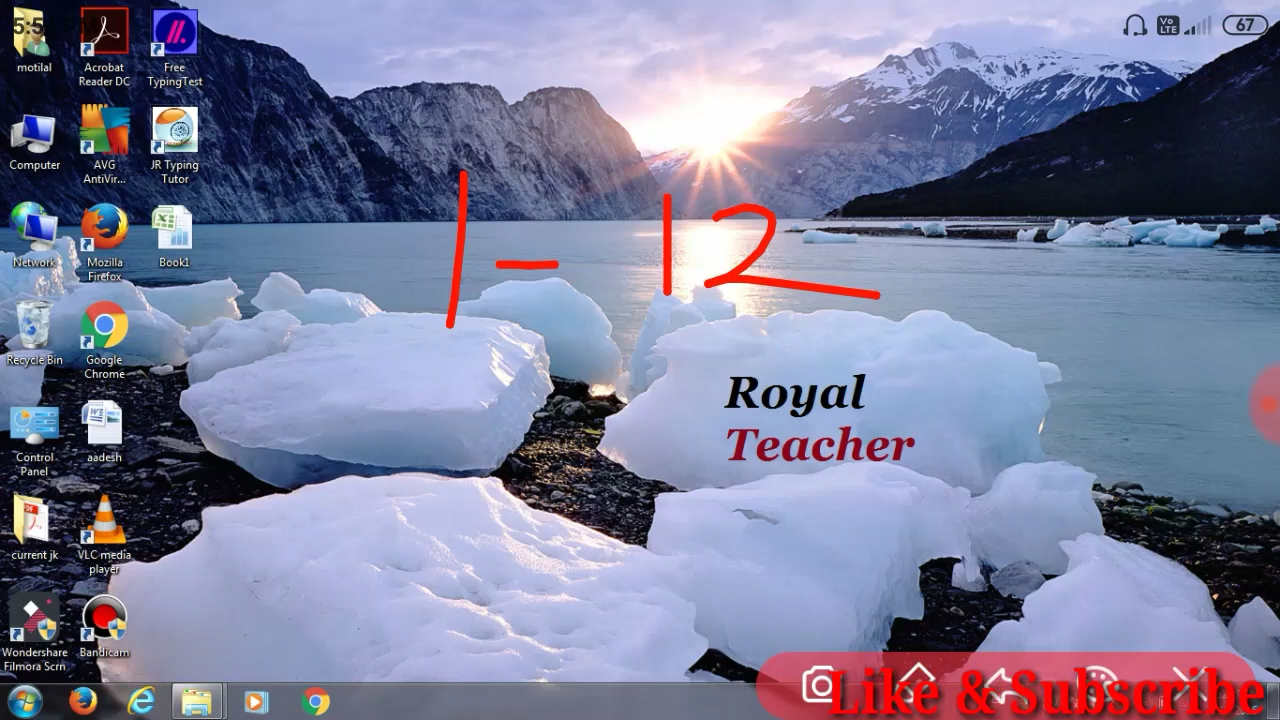 5:5
Vo LTE
67
motilal
Acrobat Reader DC
Free TypingTest
Computer
AVG AntiVir...
JR Typing Tutor
Network
Mozilla Firefox
Book1
Recycle Bin
Google Chrome
Control Panel
aadesh
current jk
VLC media player
Wondershare Filmora Scrn
Bandicam
1 - 12
Royal
Teacher
Like & Subscribe